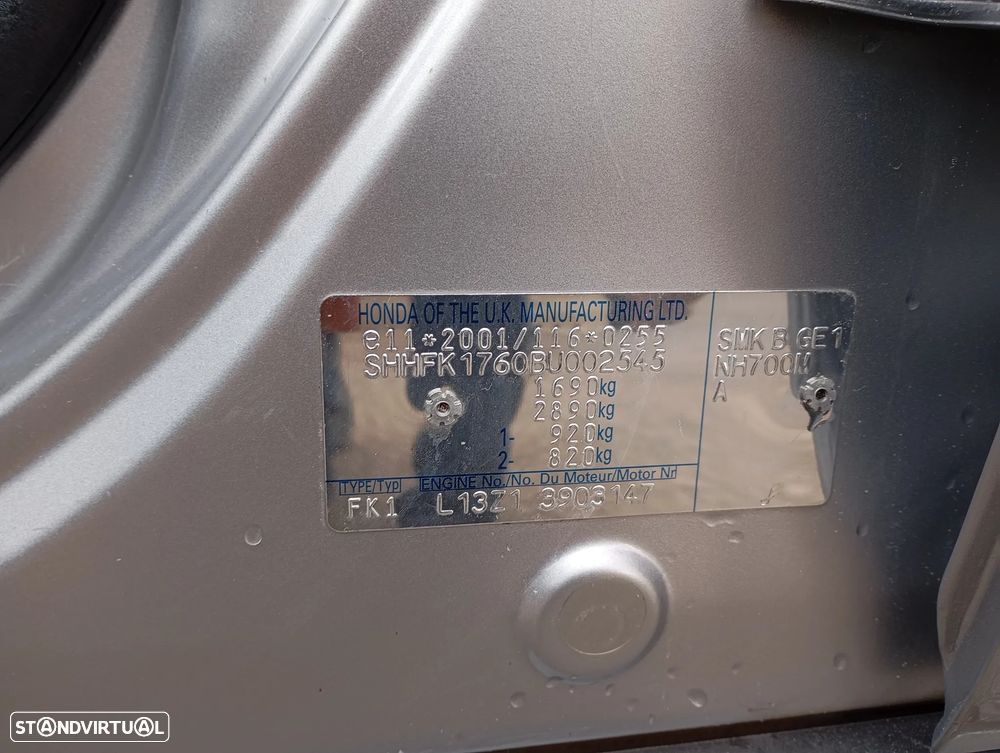 HONDA OF THE U.K. MANUFACTURING LTD.
e11*2001/116*0255
SHHFK1760BU002545
1690kg
2890kg
1- 920kg
2- 820kg
TYPE/Typ ENGINE No./No. Du Moteur/Motor Nr
FK1 L13Z1 3903147
SMK B GE1
NH700M
A
STANDVIRTUAL